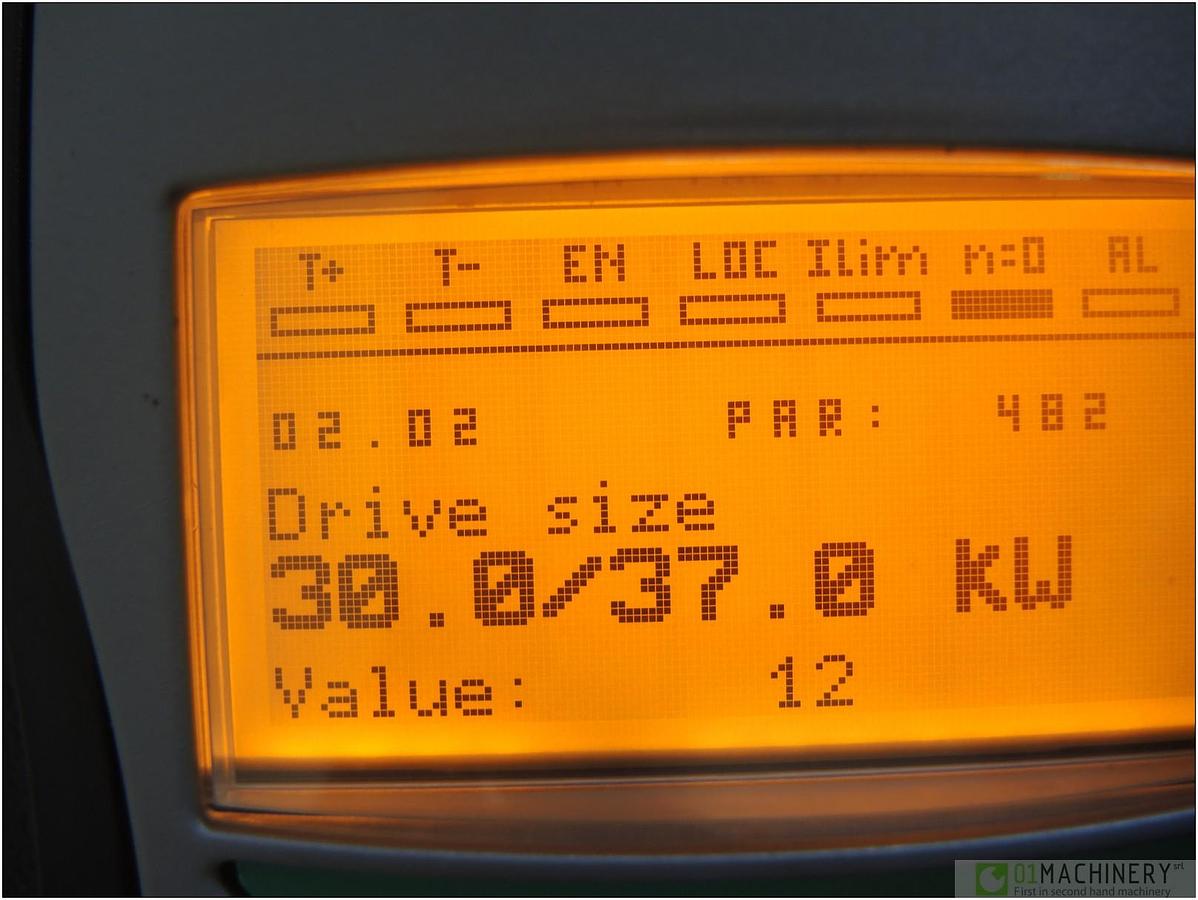 T+ T- EN LOC Ilim n:0 AL
02.02 PAR: 482
Drive size
30.0/37.0 kW
Value: 12
01MACHINERY srl
First in second hand machinery